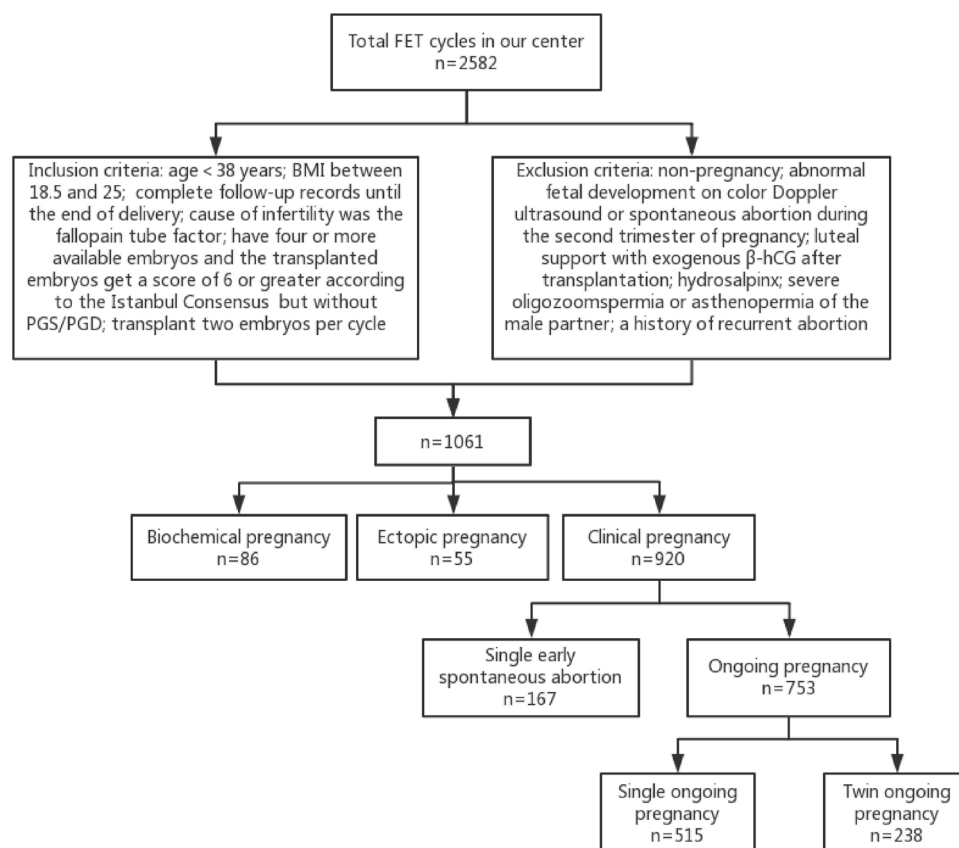 Total FET cycles in our center
n=2582
Inclusion criteria: age < 38 years; BMI between
18.5 and 25; complete follow-up records until
the end of delivery; cause of infertility was the
fallopain tube factor; have four or more
available embryos and the transplanted
embryos get a score of 6 or greater according
to the Istanbul Consensus but without
PGS/PGD; transplant two embryos per cycle
Exclusion criteria: non-pregnancy; abnormal
fetal development on color Doppler
ultrasound or spontaneous abortion during
the second trimester of pregnancy; luteal
support with exogenous β-hCG after
transplantation; hydrosalpinx; severe
oligozoomspermia or asthenopermia of the
male partner; a history of recurrent abortion
n=1061
Biochemical pregnancy
n=86
Ectopic pregnancy
n=55
Clinical pregnancy
n=920
Single early
spontaneous abortion
n=167
Ongoing pregnancy
n=753
Single ongoing
pregnancy
n=515
Twin ongoing
pregnancy
n=238